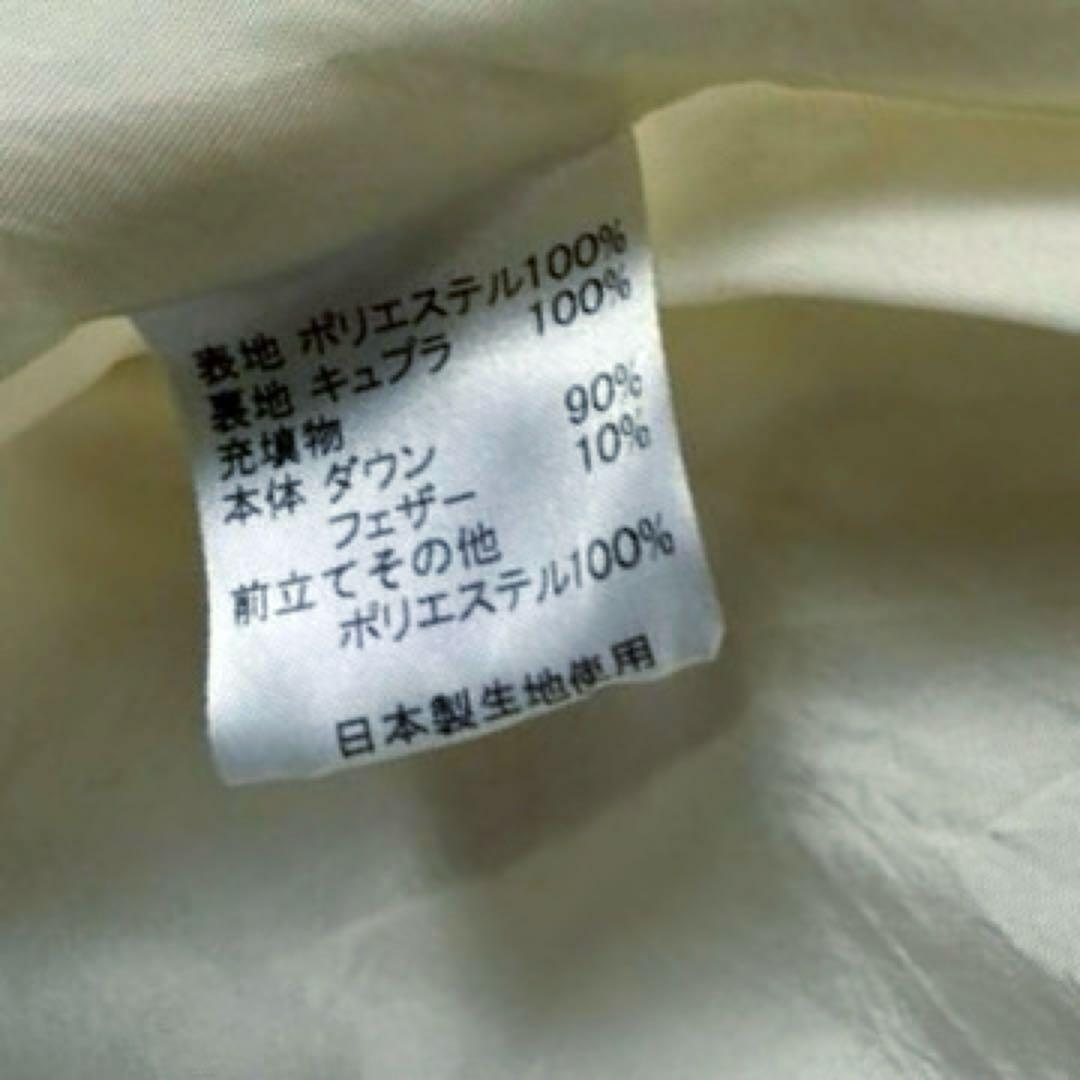 表地 ポリエステル100%
裏地 キュプラ 100%
充填物
本体 ダウン 90%
フェザー 10%
前立てその他
ポリエステル100%
日本製生地使用